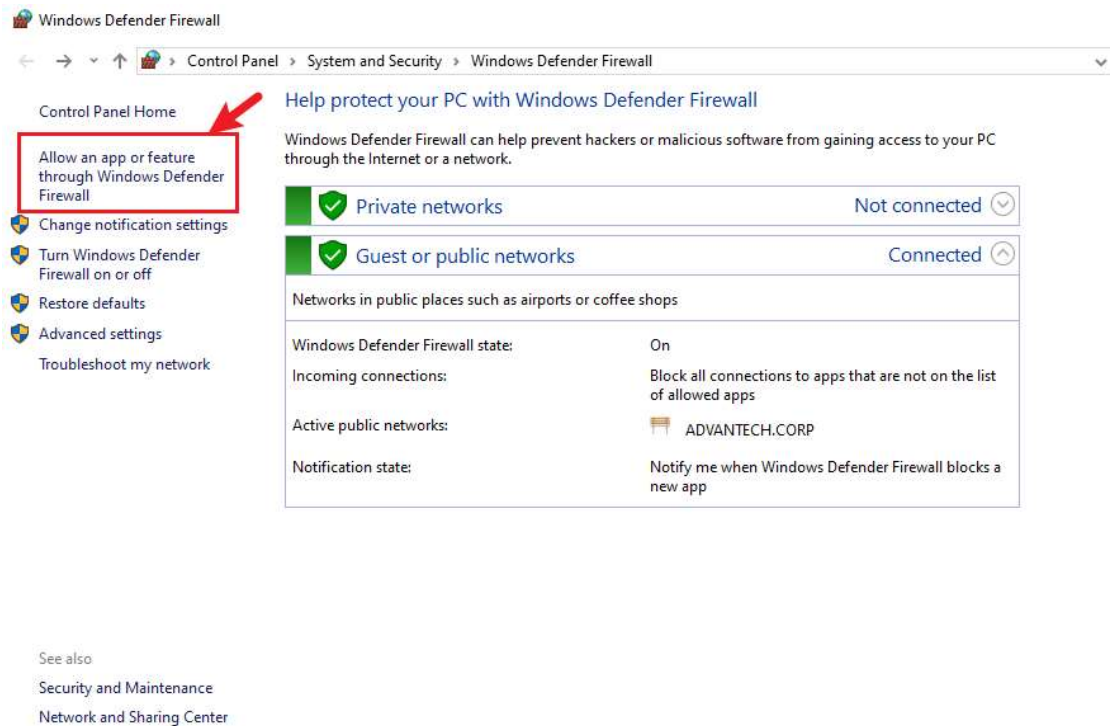 Windows Defender Firewall
Control Panel > System and Security > Windows Defender Firewall
Control Panel Home
Allow an app or feature
through Windows Defender
Firewall
Change notification settings
Turn Windows Defender
Firewall on or off
Restore defaults
Advanced settings
Troubleshoot my network
Help protect your PC with Windows Defender Firewall
Windows Defender Firewall can help prevent hackers or malicious software from gaining access to your PC
through the Internet or a network.
Private networks Not connected
Guest or public networks Connected
Networks in public places such as airports or coffee shops
Windows Defender Firewall state: On
Incoming connections: Block all connections to apps that are not on the list
of allowed apps
Active public networks: ADVANTECH.CORP
Notification state: Notify me when Windows Defender Firewall blocks a
new app
See also
Security and Maintenance
Network and Sharing Center